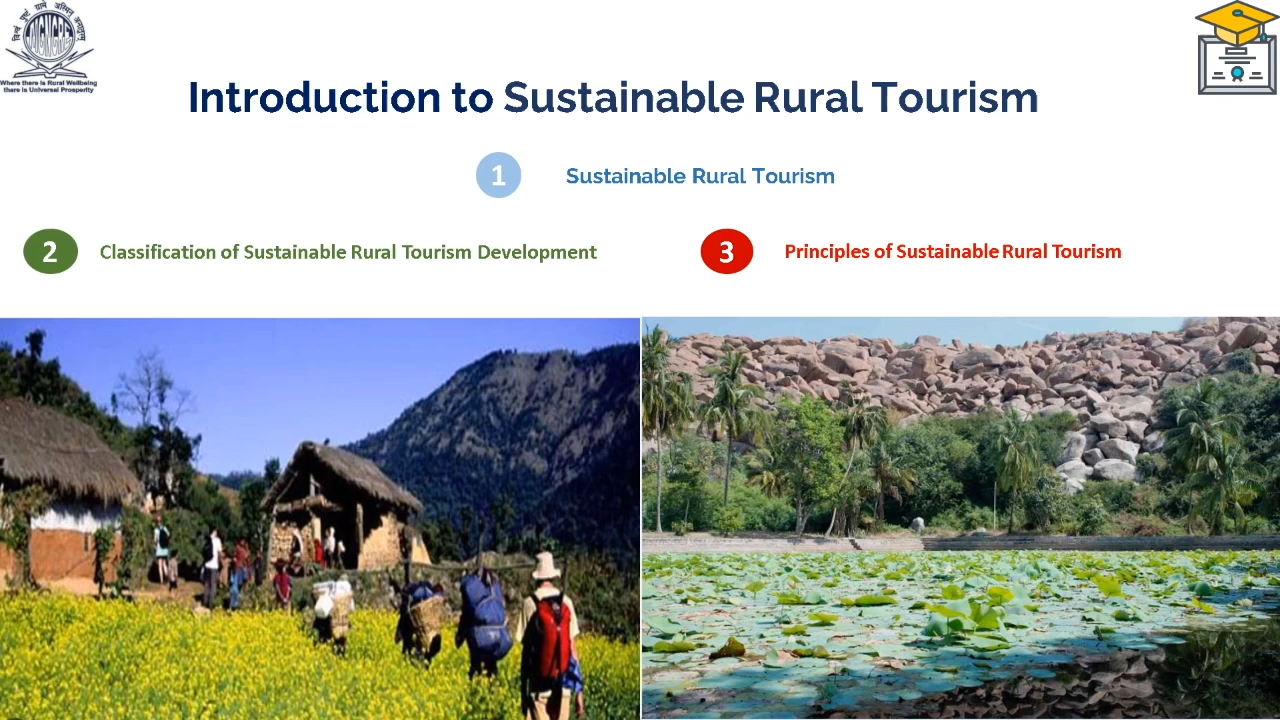 Where there is Rural Wellbeing
there is Universal Prosperity
Introduction to Sustainable Rural Tourism
1 Sustainable Rural Tourism
2 Classification of Sustainable Rural Tourism Development
3 Principles of Sustainable Rural Tourism